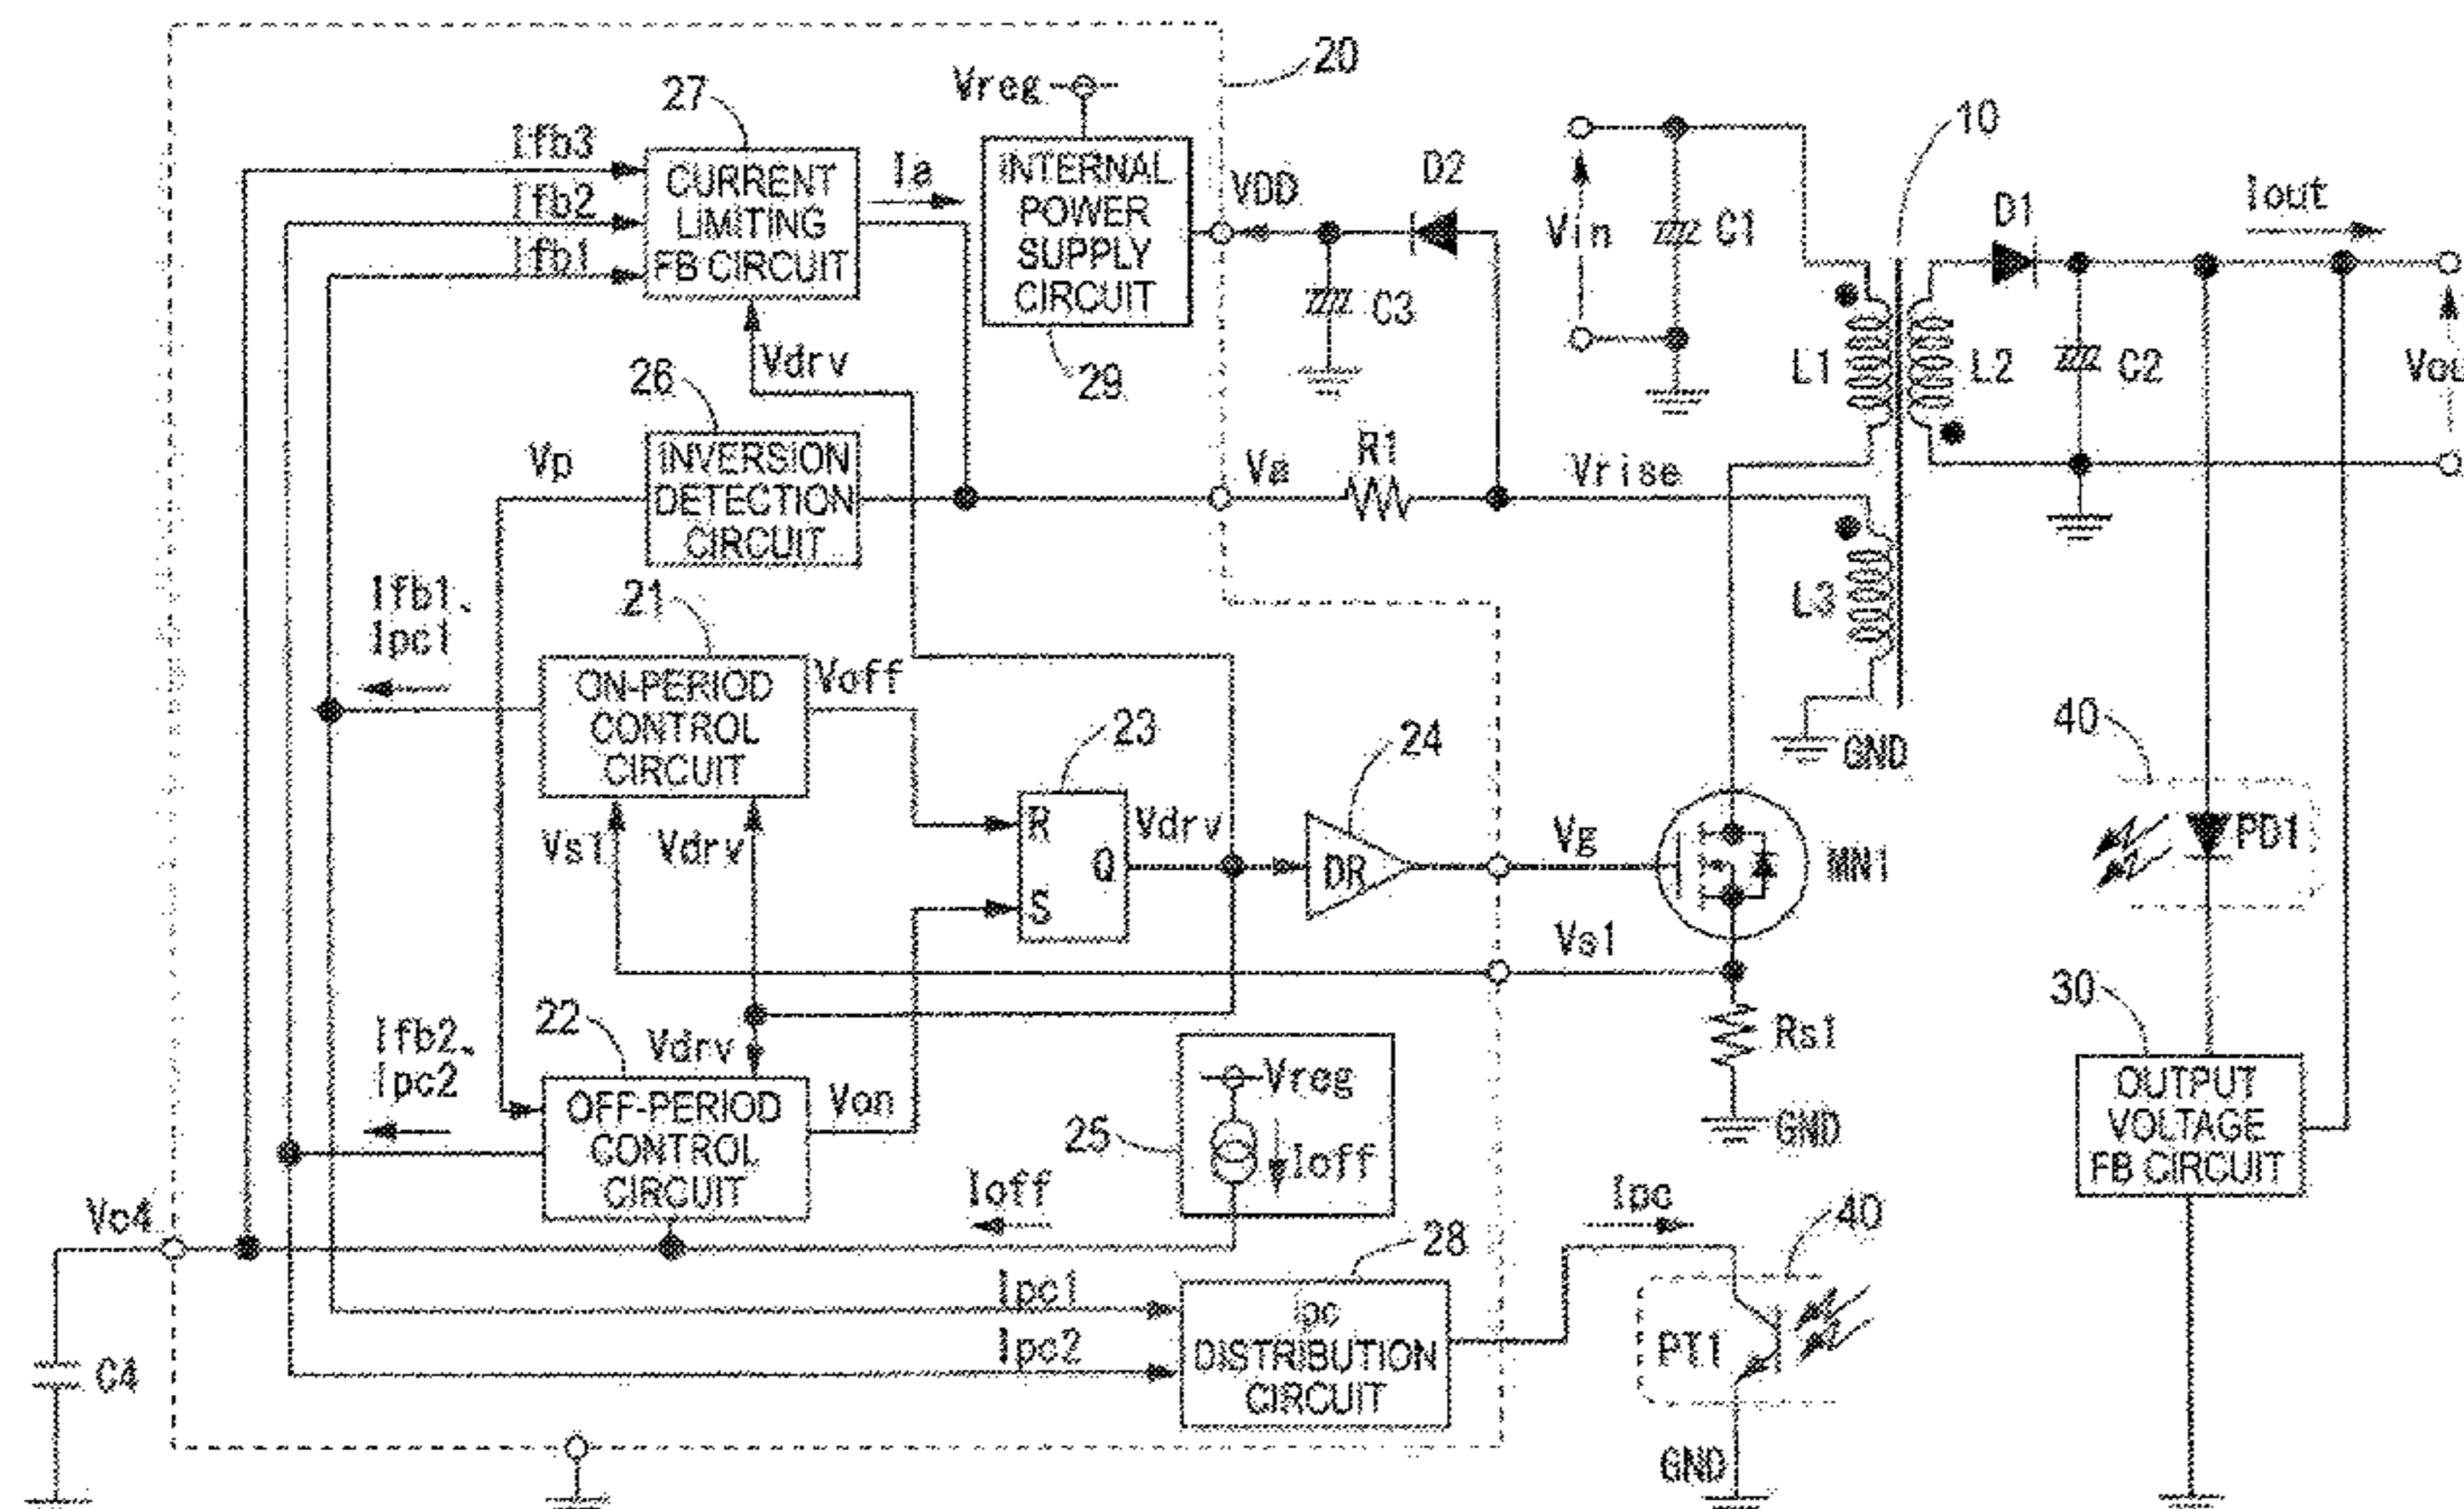 20
27
Vreg
10
Ifb3
Ifb2
Ifb1
CURRENT
LIMITING
FB CIRCUIT
Ia
INTERNAL
POWER
SUPPLY
CIRCUIT
VDD
D2
Vin
C1
D1
Iout
C3
L1
L2
C2
Vdrv
29
26
Vp
INVERSION
DETECTION
CIRCUIT
Va
R1
Vrise
L3
21
Ifb1,
Ipc1
ON-PERIOD
CONTROL
CIRCUIT
Voff
23
24
GND
40
Vs1
Vdrv
R
S
Q
Vdrv
DR
Vg
MN1
PD1
Vs1
22
Ifb2,
Ipc2
Vdrv
OFF-PERIOD
CONTROL
CIRCUIT
Von
25
Vreg
Ioff
Ioff
Rs1
GND
30
OUTPUT
VOLTAGE
FB CIRCUIT
Vc4
28
Ipc
40
Ipc1
Ipc2
Ipc
DISTRIBUTION
CIRCUIT
PT1
C4
GND